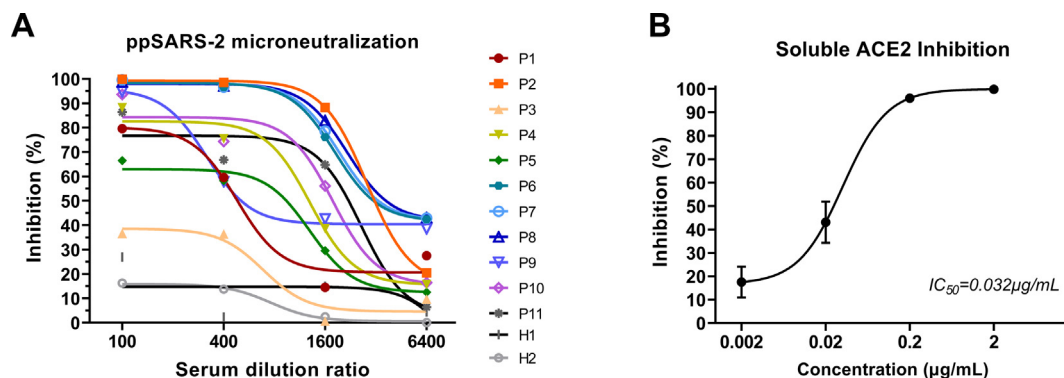 A
ppSARS-2 microneutralization
Inhibition (%)
100
90
80
70
60
50
40
30
20
10
0
100 400 1600 6400
Serum dilution ratio
P1
P2
P3
P4
P5
P6
P7
P8
P9
P10
P11
H1
H2
B
Soluble ACE2 Inhibition
Inhibition (%)
100
90
80
70
60
50
40
30
20
10
0
IC50=0.032µg/mL
0.002 0.02 0.2 2
Concentration (µg/mL)